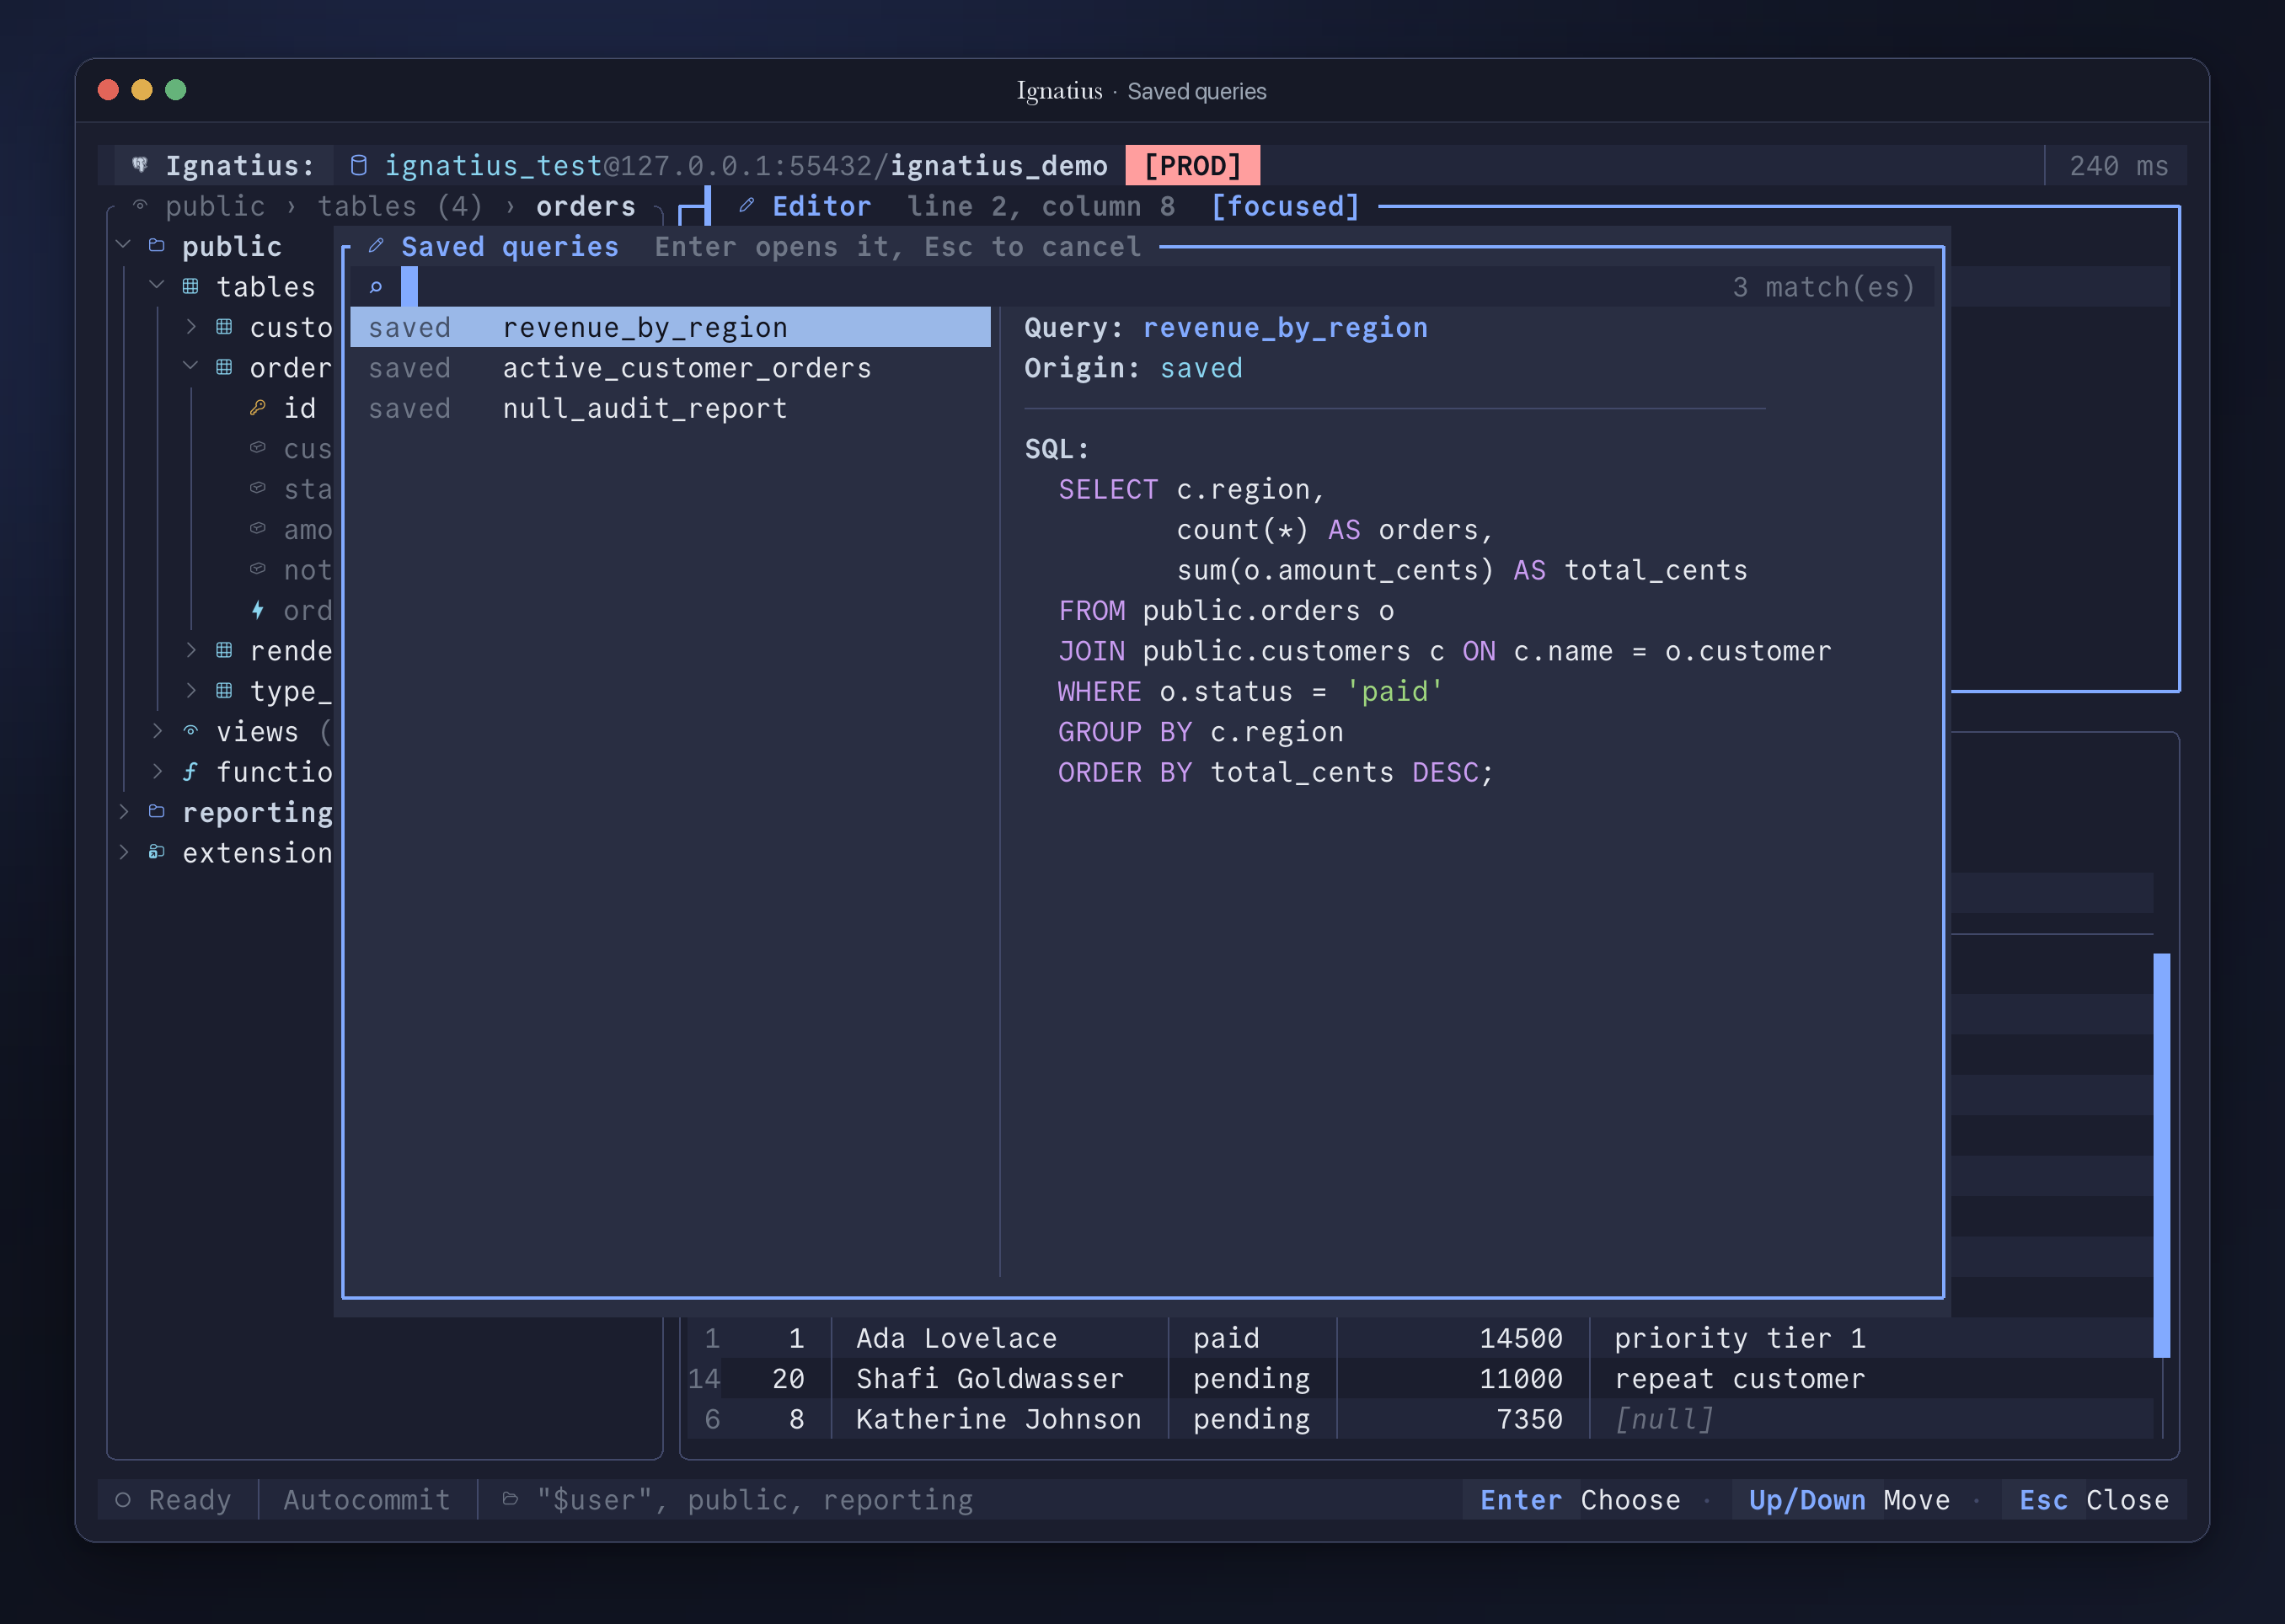 Ignatius · Saved queries
Ignatius: ignatius_test@127.0.0.1:55432/ignatius_demo [PROD] 240 ms
public › tables (4) › orders
Editor line 2, column 8 [focused]
public
tables
custo
order
id
cus
sta
amo
not
ord
rende
type_
views (
functio
reporting
extension
Saved queries Enter opens it, Esc to cancel
3 match(es)
saved revenue_by_region
saved active_customer_orders
saved null_audit_report
Query: revenue_by_region
Origin: saved
SQL:
SELECT c.region,
count(*) AS orders,
sum(o.amount_cents) AS total_cents
FROM public.orders o
JOIN public.customers c ON c.name = o.customer
WHERE o.status = 'paid'
GROUP BY c.region
ORDER BY total_cents DESC;
1 1 Ada Lovelace paid 14500 priority tier 1
14 20 Shafi Goldwasser pending 11000 repeat customer
6 8 Katherine Johnson pending 7350 [null]
Ready Autocommit "$user", public, reporting Enter Choose · Up/Down Move · Esc Close